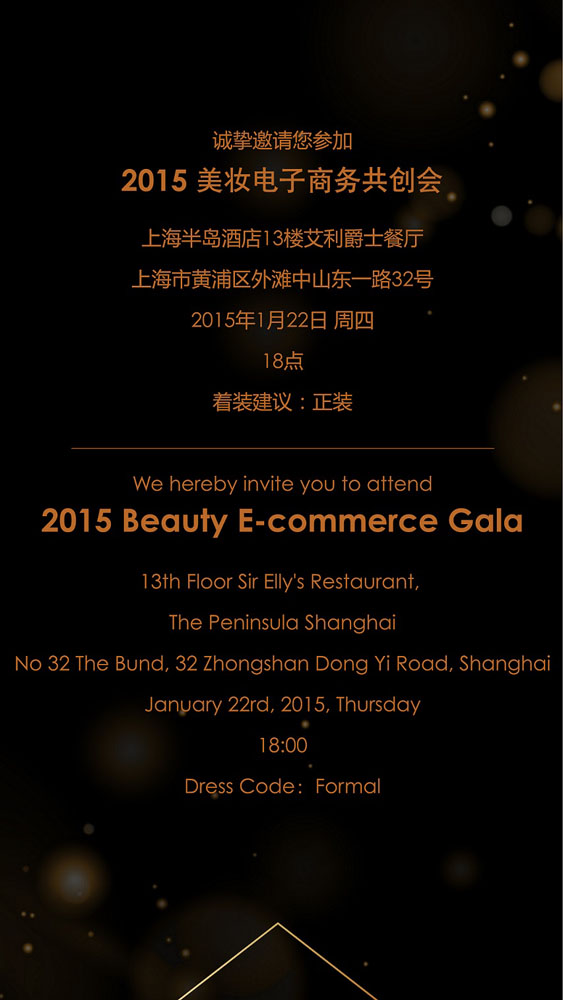 诚挚邀请您参加
2015 美妆电子商务共创会
上海半岛酒店13楼艾利爵士餐厅
上海市黄浦区外滩中山东一路32号
2015年1月22日 周四
18点
着装建议：正装
We hereby invite you to attend
2015 Beauty E-commerce Gala
13th Floor Sir Elly's Restaurant,
The Peninsula Shanghai
No 32 The Bund, 32 Zhongshan Dong Yi Road, Shanghai
January 22rd, 2015, Thursday
18:00
Dress Code：Formal